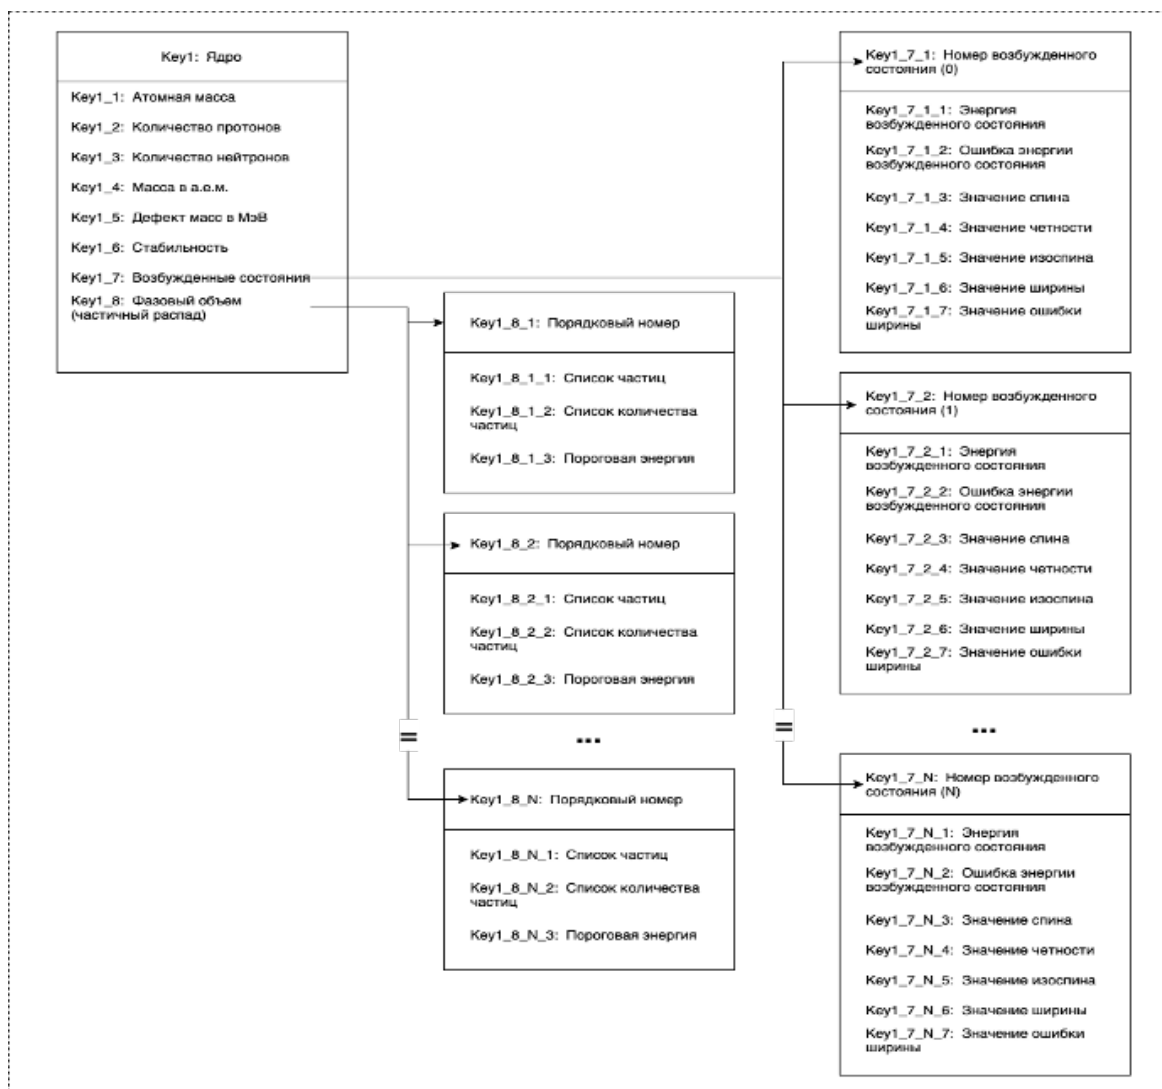 Key1: Ядро
Key1_1: Атомная масса
Key1_2: Количество протонов
Key1_3: Количество нейтронов
Key1_4: Масса в а.е.м.
Key1_5: Дефект масс в МэВ
Key1_6: Стабильность
Key1_7: Возбужденные состояния
Key1_8: Фазовый объем
(частичный распад)
Key1_8_1: Порядковый номер
Key1_8_1_1: Список частиц
Key1_8_1_2: Список количества
частиц
Key1_8_1_3: Пороговая энергия
Key1_8_2: Порядковый номер
Key1_8_2_1: Список частиц
Key1_8_2_2: Список количества
частиц
Key1_8_2_3: Пороговая энергия
...
Key1_8_N: Порядковый номер
Key1_8_N_1: Список частиц
Key1_8_N_2: Список количества
частиц
Key1_8_N_3: Пороговая энергия
Key1_7_1: Номер возбужденного
состояния (0)
Key1_7_1_1: Энергия
возбужденного состояния
Key1_7_1_2: Ошибка энергии
возбужденного состояния
Key1_7_1_3: Значение спина
Key1_7_1_4: Значение четности
Key1_7_1_5: Значение изоспина
Key1_7_1_6: Значение ширины
Key1_7_1_7: Значение ошибки
ширины
Key1_7_2: Номер возбужденного
состояния (1)
Key1_7_2_1: Энергия
возбужденного состояния
Key1_7_2_2: Ошибка энергии
возбужденного состояния
Key1_7_2_3: Значение спина
Key1_7_2_4: Значение четности
Key1_7_2_5: Значение изоспина
Key1_7_2_6: Значение ширины
Key1_7_2_7: Значение ошибки
ширины
...
Key1_7_N: Номер возбужденного
состояния (N)
Key1_7_N_1: Энергия
возбужденного состояния
Key1_7_N_2: Ошибка энергии
возбужденного состояния
Key1_7_N_3: Значение спина
Key1_7_N_4: Значение четности
Key1_7_N_5: Значение изоспина
Key1_7_N_6: Значение ширины
Key1_7_N_7: Значение ошибки
ширины